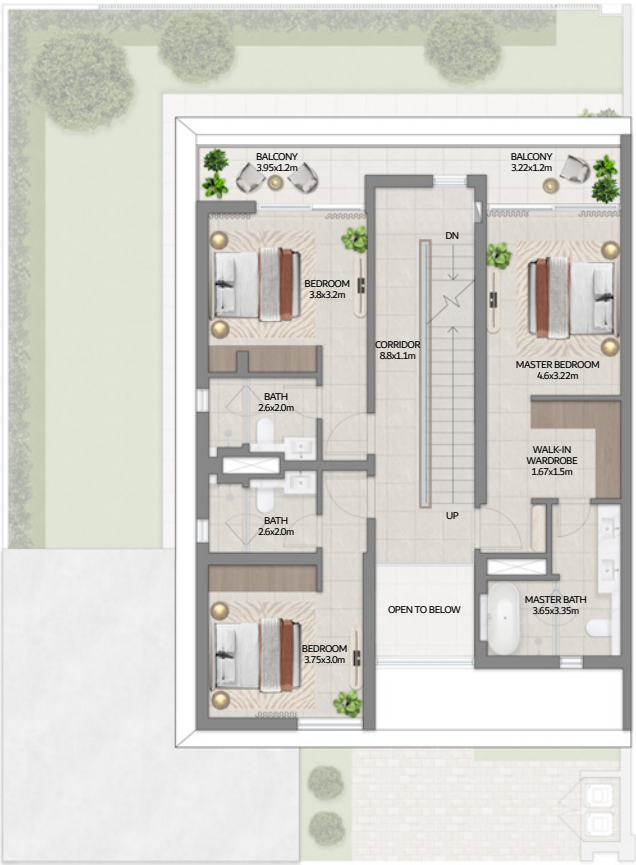 BALCONY
3.95x1.2m
BALCONY
3.22x1.2m
DN
BEDROOM
3.8x3.2m
CORRIDOR
8.8x1.1m
MASTER BEDROOM
4.6x3.22m
BATH
2.6x2.0m
WALK-IN
WARDROBE
1.67x1.5m
UP
BATH
2.6x2.0m
OPEN TO BELOW
MASTER BATH
3.65x3.35m
BEDROOM
3.75x3.0m